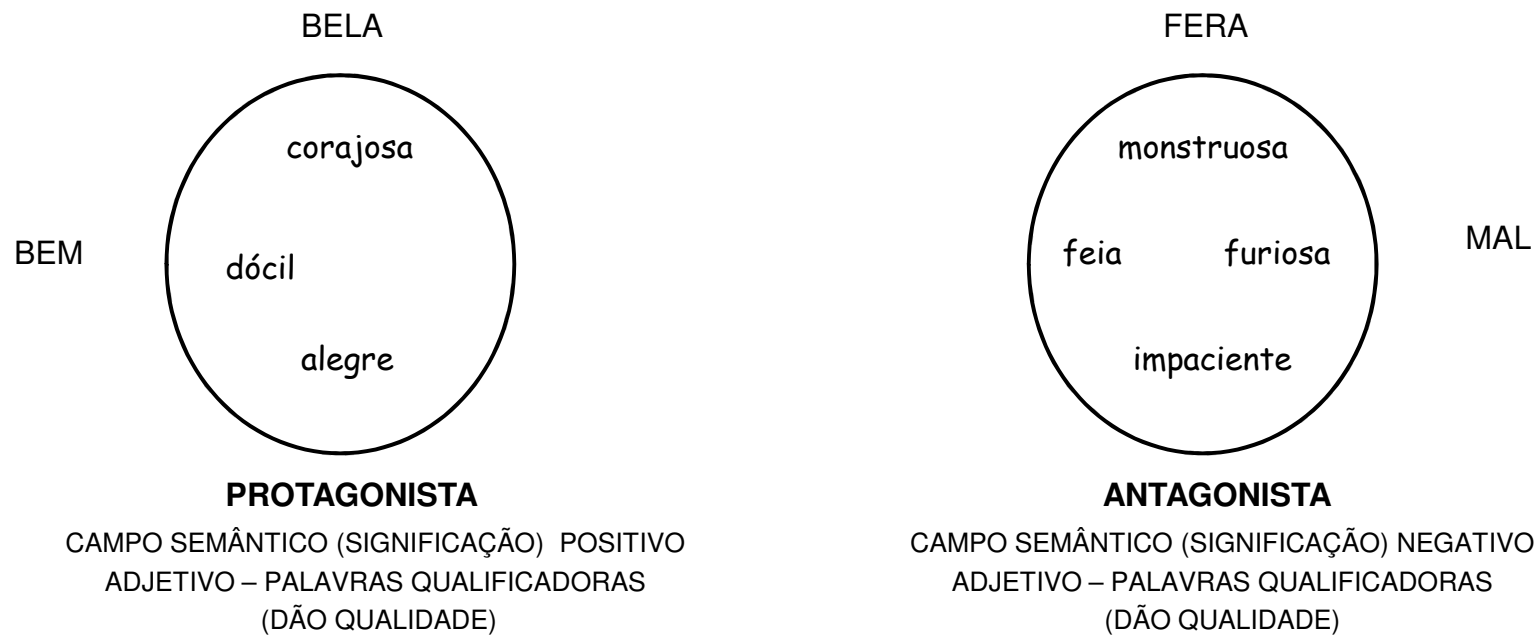 BELA
corajosa
BEM
dócil
alegre
PROTAGONISTA
CAMPO SEMÂNTICO (SIGNIFICAÇÃO) POSITIVO
ADJETIVO – PALAVRAS QUALIFICADORAS
(DÃO QUALIDADE)
FERA
monstruosa
feia furiosa
MAL
impaciente
ANTAGONISTA
CAMPO SEMÂNTICO (SIGNIFICAÇÃO) NEGATIVO
ADJETIVO – PALAVRAS QUALIFICADORAS
(DÃO QUALIDADE)